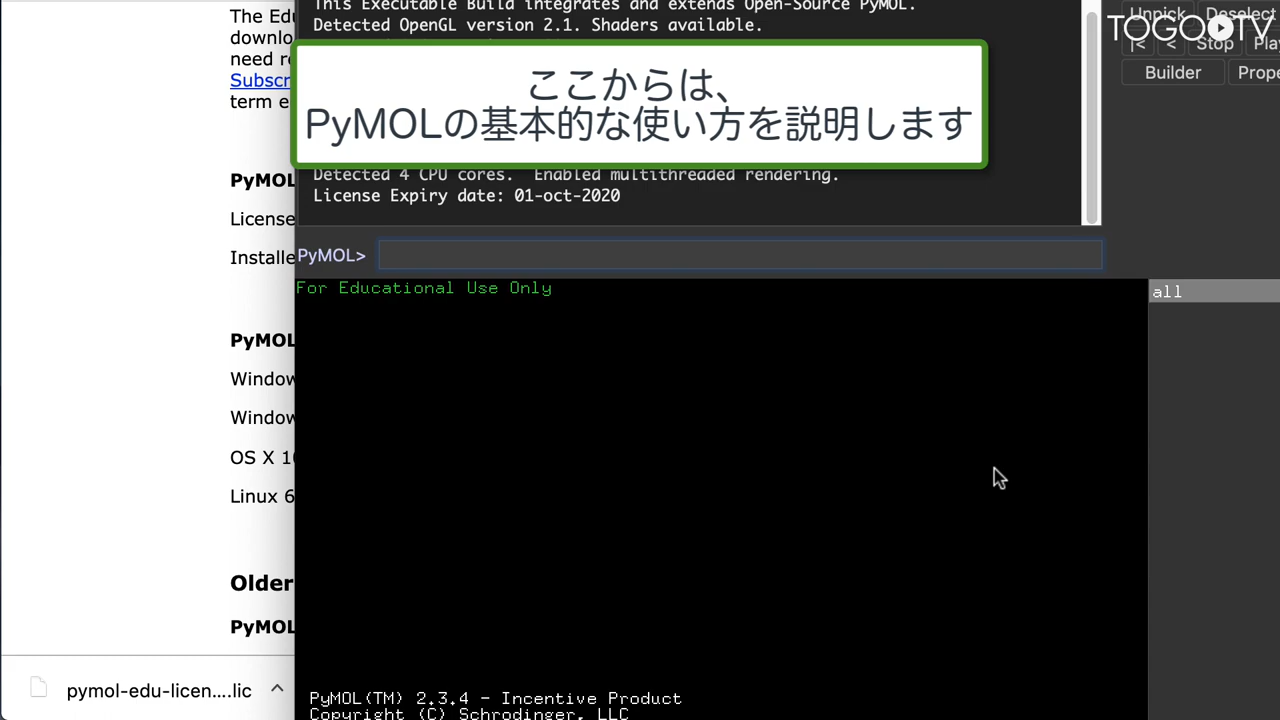 The Edu
downlo
need re
Subscr
term e
PyMOL
License
Installe
PyMOL
Window
Window
OS X 10
Linux 6
Older
PyMOL
pymol-edu-licen....lic
This Executable Build integrates and extends Open-Source PyMOL.
Detected OpenGL version 2.1. Shaders available.
ここからは、
PyMOLの基本的な使い方を説明します
Detected 4 CPU cores. Enabled multithreaded rendering.
License Expiry date: 01-oct-2020
PyMOL>
For Educational Use Only
PyMOL(TM) 2.3.4 - Incentive Product
Copyright (C) Schrodinger, LLC
Unpick Deselect
TOGO TV
|< < Stop Play
Builder Prope
all